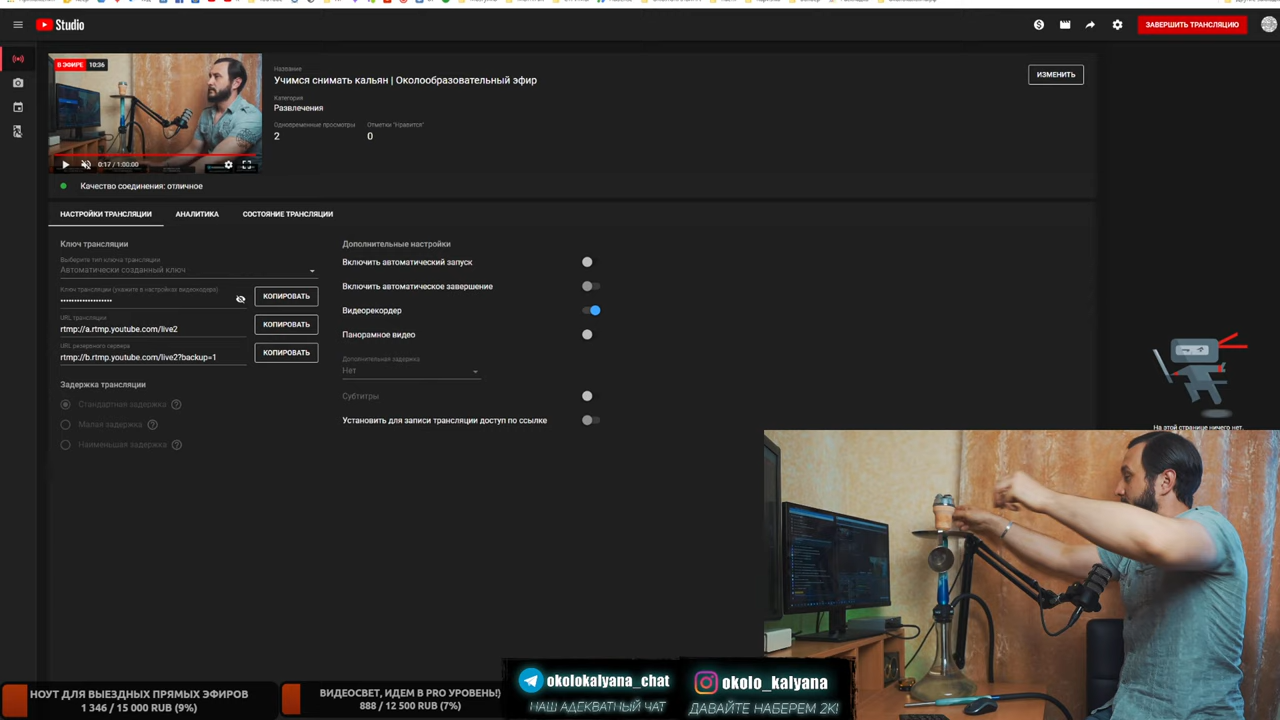 Studio
ЗАВЕРШИТЬ ТРАНСЛЯЦИЮ
В ЭФИРЕ 10:36
0:17 / 1:00:00
Название
Учимся снимать кальян | Околообразовательный эфир
Категория
Развлечения
Одновременные просмотры Отметки "Нравится"
2 0
ИЗМЕНИТЬ
Качество соединения: отличное
НАСТРОЙКИ ТРАНСЛЯЦИИ АНАЛИТИКА СОСТОЯНИЕ ТРАНСЛЯЦИИ
Ключ трансляции
Выберите тип ключа трансляции
Автоматически созданный ключ
Ключ трансляции (укажите в настройках видеокодера)
•••••••••••••••••••
КОПИРОВАТЬ
URL трансляции
rtmp://a.rtmp.youtube.com/live2
КОПИРОВАТЬ
URL резервного сервера
rtmp://b.rtmp.youtube.com/live2?backup=1
КОПИРОВАТЬ
Задержка трансляции
Стандартная задержка
Малая задержка
Наименьшая задержка
Дополнительные настройки
Включить автоматический запуск
Включить автоматическое завершение
Видеорекордер
Панорамное видео
Дополнительная задержка
Нет
Субтитры
Установить для записи трансляции доступ по ссылке
На этой странице ничего нет.
НОУТ ДЛЯ ВЫЕЗДНЫХ ПРЯМЫХ ЭФИРОВ
1 346 / 15 000 RUB (9%)
ВИДЕОСВЕТ, ИДЕМ В PRO УРОВЕНЬ!)
888 / 12 500 RUB (7%)
okolokalyana_chat
НАШ АДЕКВАТНЫЙ ЧАТ
okolo_kalyana
ДАВАЙТЕ НАБЕРЕМ 2К!